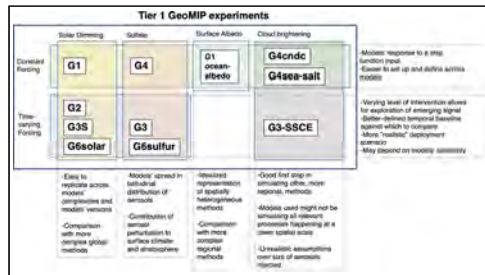 Tier 1 GeoMIP experiments
Solar Dimming
Sulfate
Surface Albedo
Cloud brightening
Constant
Forcing
G1
G4
G1
ocean-
albedo
G4cndc
G4sea-salt
-Models' response to a step
function input
-Easier to set up and define across
models
Time-
varying
Forcing
G2
G3S
G6solar
G3
G6sulfur
G3-SSCE
-Varying level of intervention allows
for exploration of emerging signal
-Better-defined temporal baseline
against which to compare
-More "realistic" deployment
scenario
-May depend on models' sensitivity
-Easy to
replicate across
models'
complexities and
models' versions
-Comparison
with more
complex global
methods
-Models' spread in
latitudinal
distribution of
aerosols
-Contribution of
aerosol
perturbation to
surface climate and
stratosphere
-Idealized
representation
of spatially
heterogeneous
methods
-Comparison
with more
complex
regional
methods
-Good first step in
simulating other, more
regional, methods
-Models used might not be
simulating all relevant
processes happening at a
lower spatial scale
-Unrealistic assumptions
over size of aerosols
injected